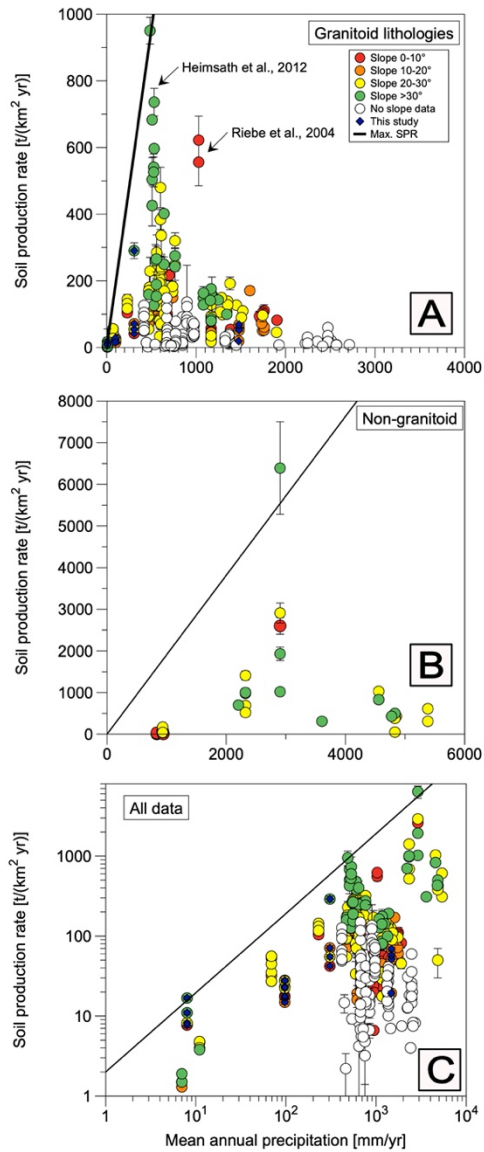 Granitoid lithologies
1000
800
600
400
200
0
Soil production rate [t/(km² yr)]
Heimsath et al., 2012
Riebe et al., 2004
Slope 0-10°
Slope 10-20°
Slope 20-30°
Slope >30°
No slope data
This study
Max. SPR
A
0 1000 2000 3000 4000
Non-granitoid
8000
7000
6000
5000
4000
3000
2000
1000
0
Soil production rate [t/(km² yr)]
B
0 2000 4000 6000
All data
1000
100
10
1
Soil production rate [t/(km² yr)]
C
1 10¹ 10² 10³ 10⁴
Mean annual precipitation [mm/yr]